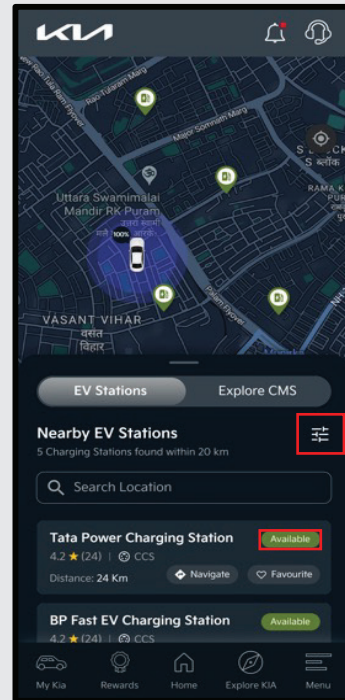 KIA
Rao Tularam Marg
Major Somnath Marg
S BLOCK
S ब्लॉक
Uttara Swamimalai
Mandir RK Puram
100%
Palam Flyover
VASANT VIHAR
वसंत
विहार
EV Stations
Explore CMS
Nearby EV Stations
5 Charging Stations found within 20 km
Search Location
Tata Power Charging Station
Available
4.2 ★ (24) | CCS
Distance: 24 Km
Navigate
Favourite
BP Fast EV Charging Station
Available
4.2 ★ (24) | CCS
My Kia
Rewards
Home
Explore KIA
Menu